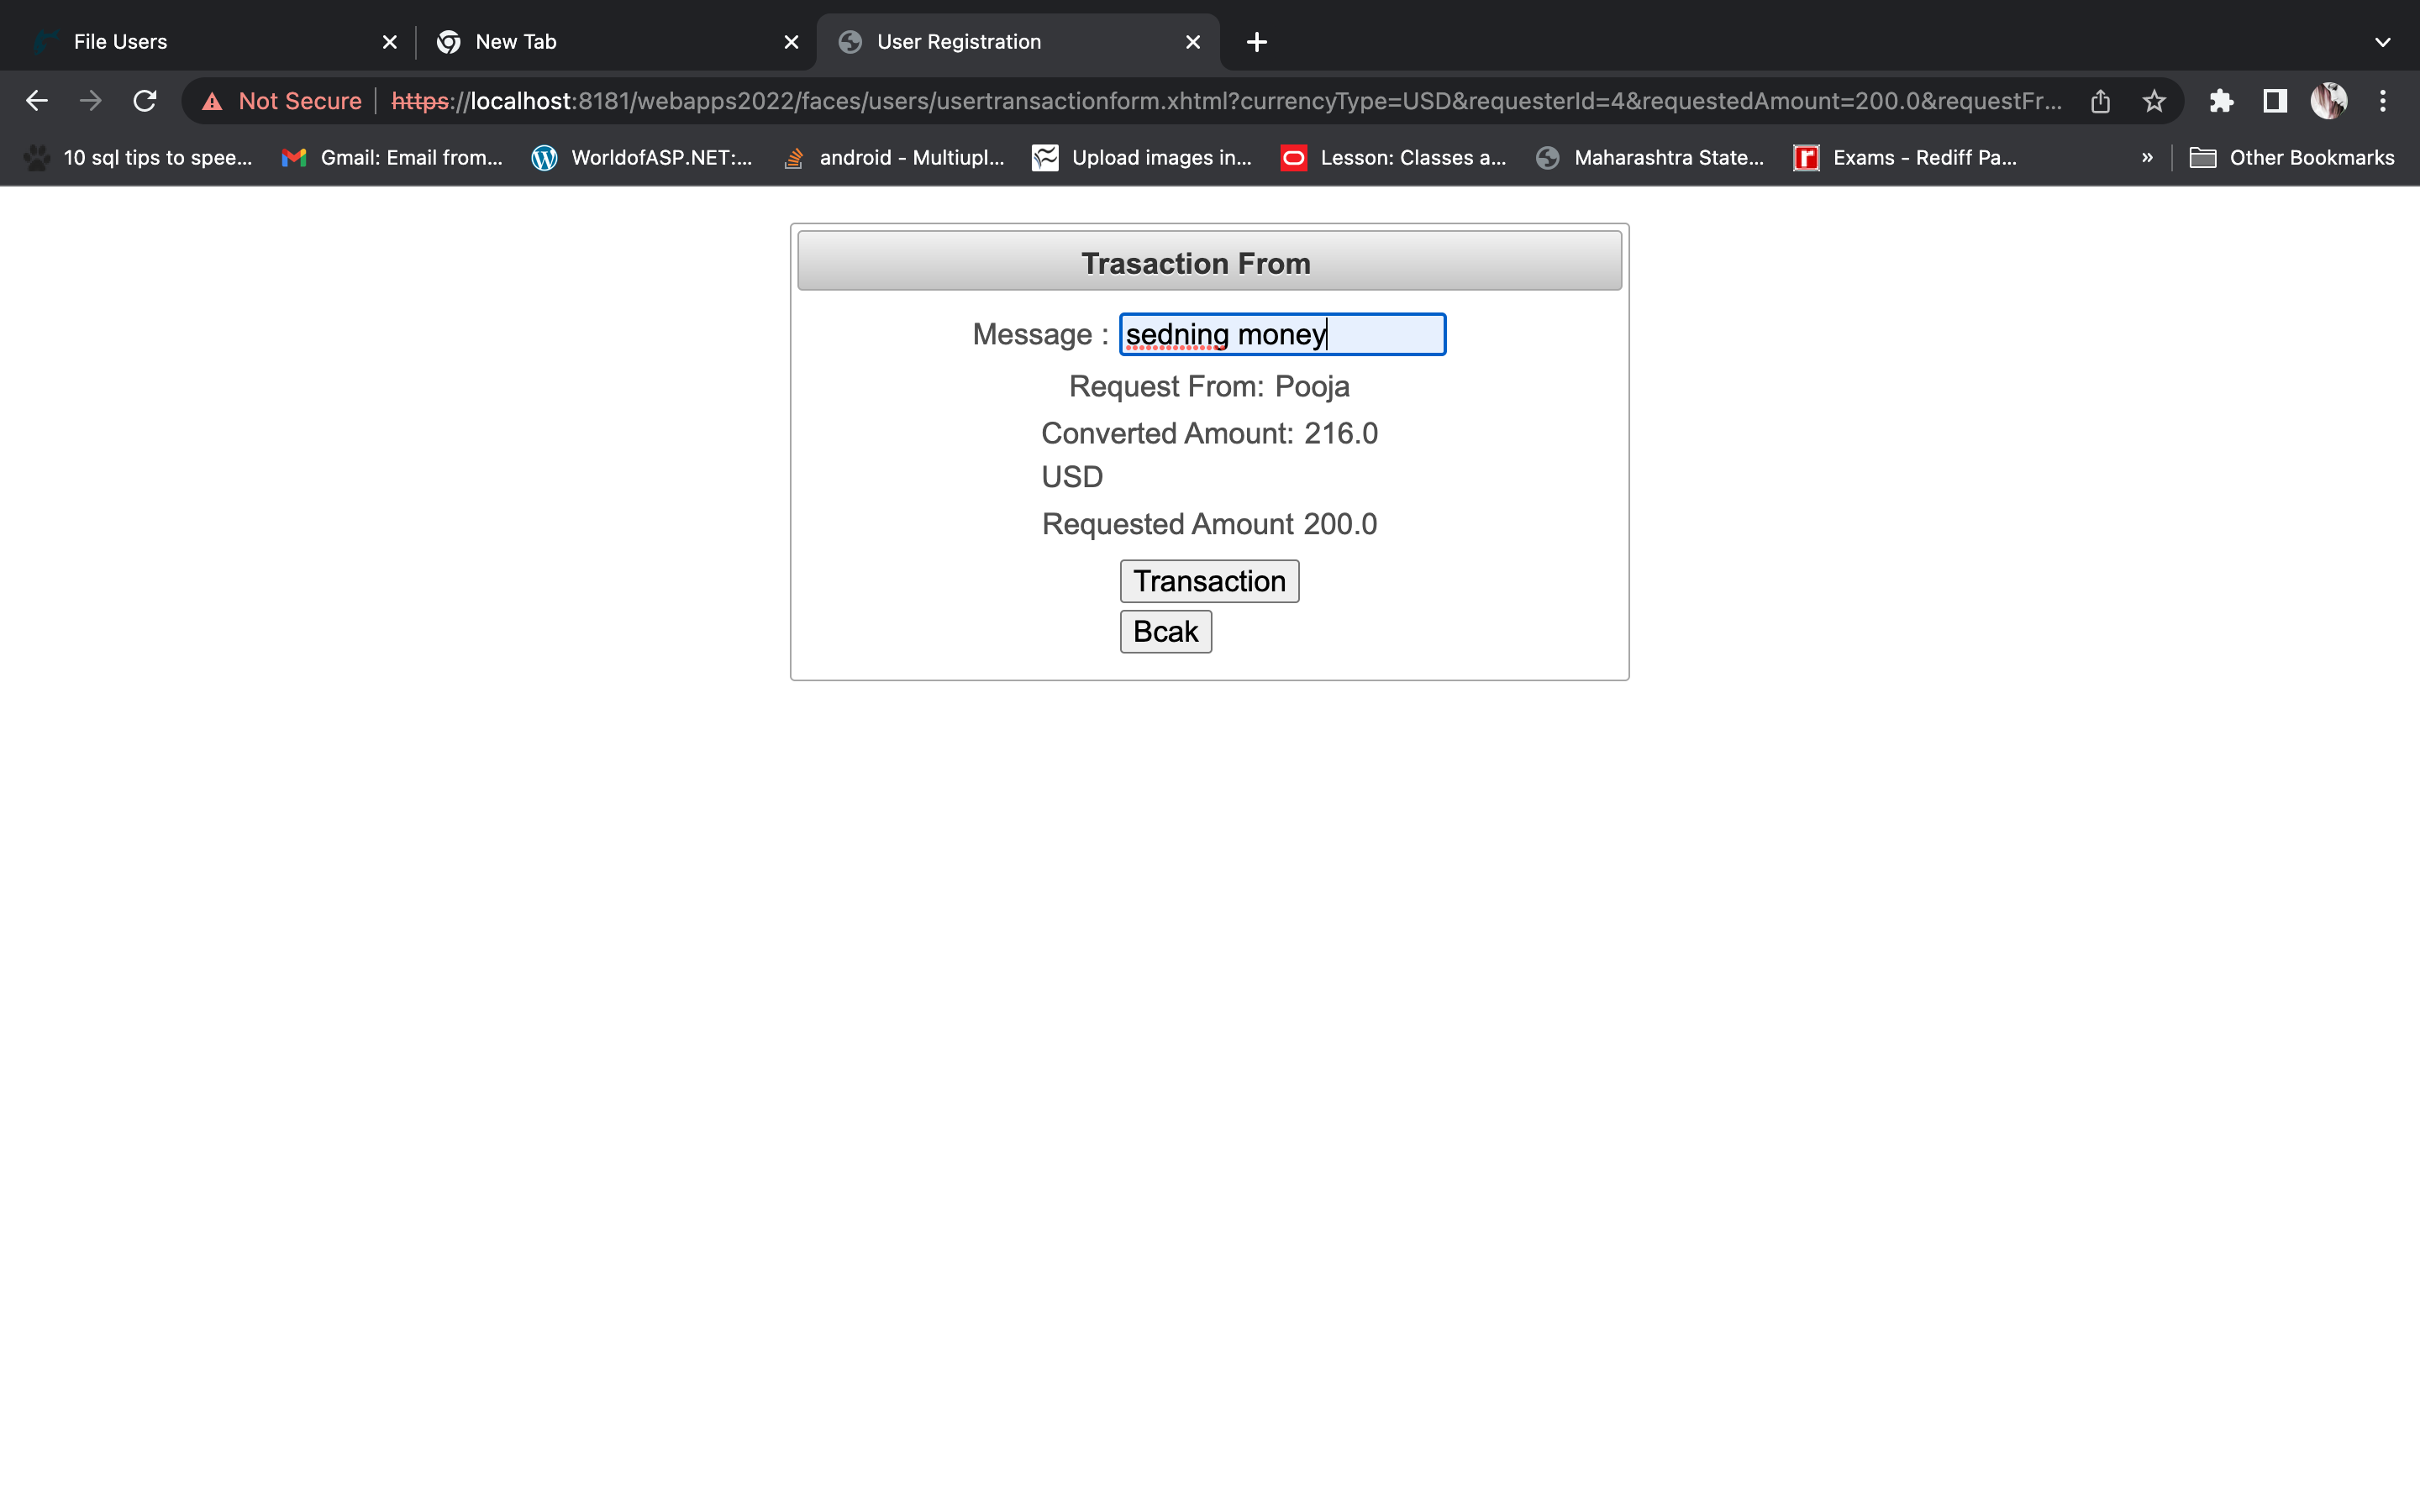 File Users
New Tab
User Registration
Not Secure https://localhost:8181/webapps2022/faces/users/usertransactionform.xhtml?currencyType=USD&requesterId=4&requestedAmount=200.0&requestFr...
10 sql tips to spee... Gmail: Email from... WorldofASP.NET:... android - Multiupl... Upload images in... Lesson: Classes a... Maharashtra State... Exams - Rediff Pa... » Other Bookmarks
Trasaction From
Message : sedning money
Request From: Pooja
Converted Amount: 216.0
USD
Requested Amount 200.0
Transaction
Bcak